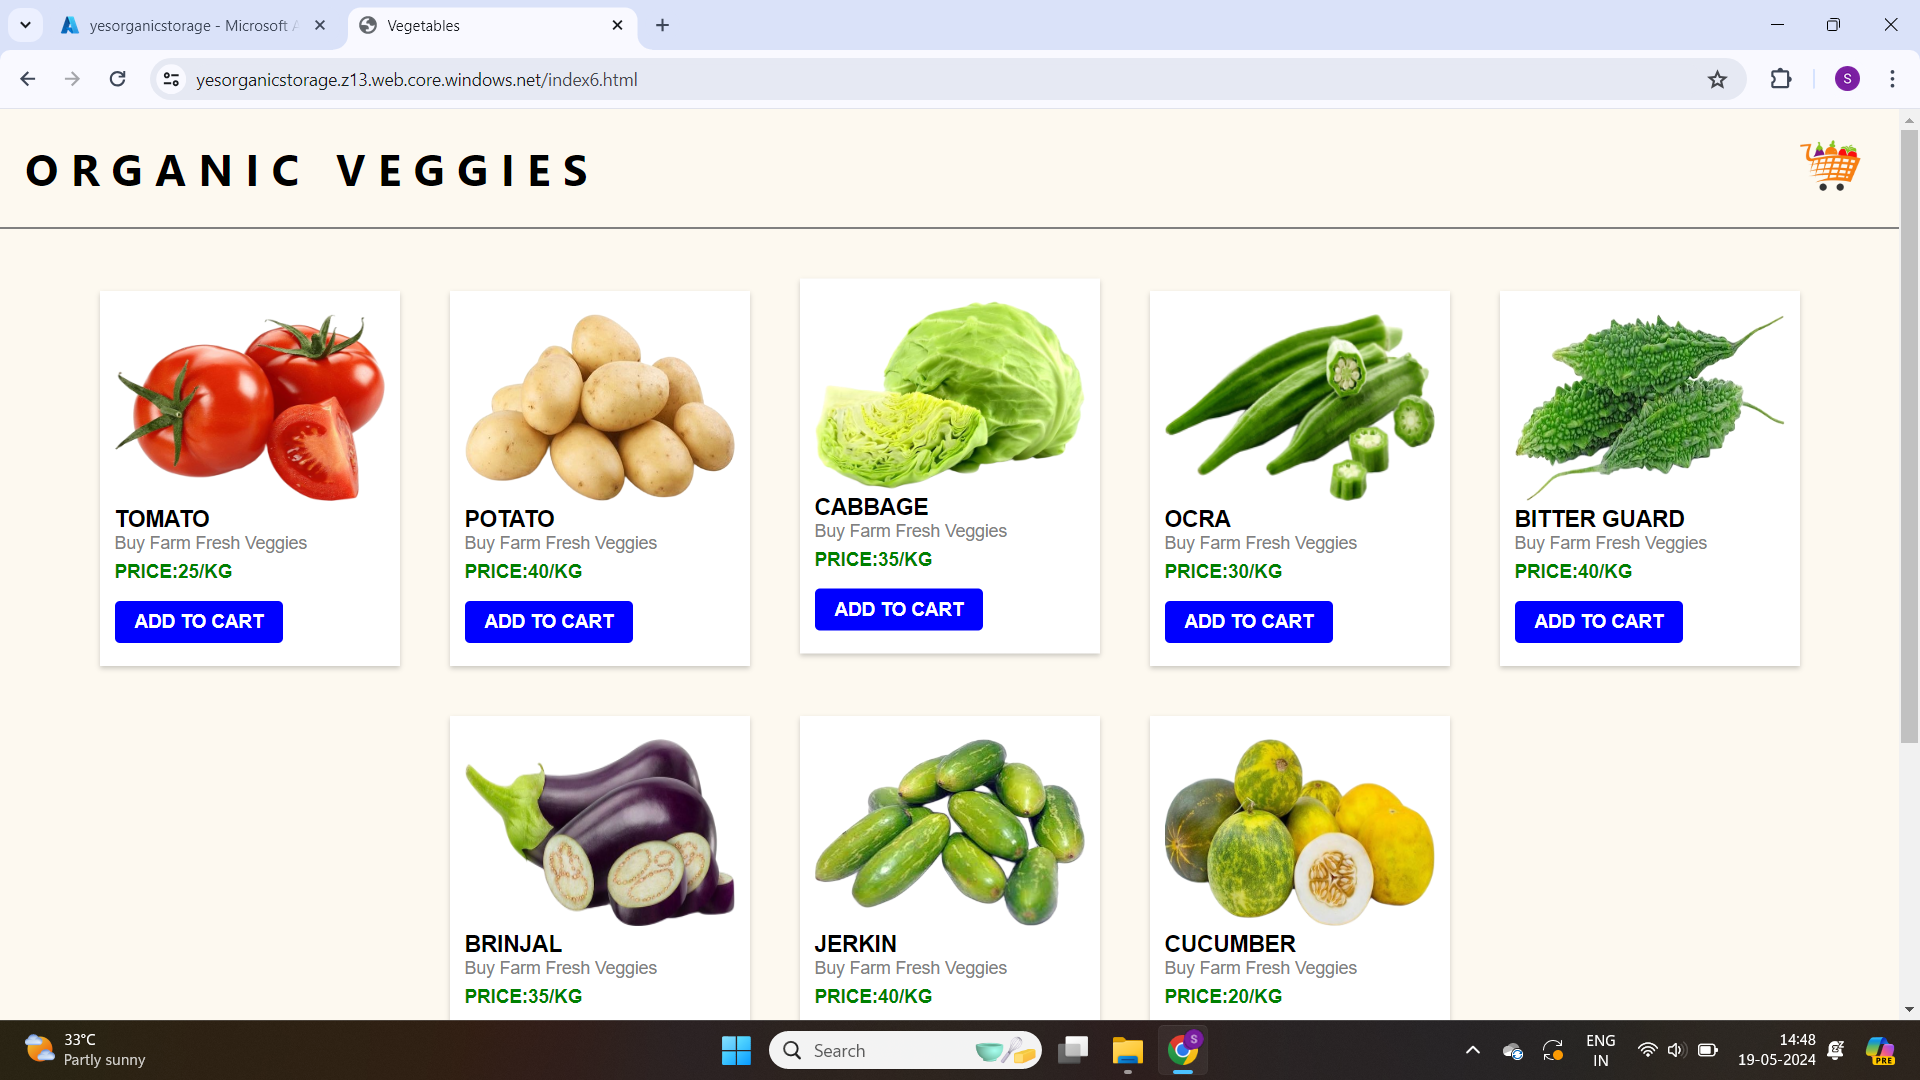 yesorganicstorage - Microsoft A
Vegetables
yesorganicstorage.z13.web.core.windows.net/index6.html
S
ORGANIC VEGGIES
TOMATO
Buy Farm Fresh Veggies
PRICE:25/KG
ADD TO CART
POTATO
Buy Farm Fresh Veggies
PRICE:40/KG
ADD TO CART
CABBAGE
Buy Farm Fresh Veggies
PRICE:35/KG
ADD TO CART
OCRA
Buy Farm Fresh Veggies
PRICE:30/KG
ADD TO CART
BITTER GUARD
Buy Farm Fresh Veggies
PRICE:40/KG
ADD TO CART
BRINJAL
Buy Farm Fresh Veggies
PRICE:35/KG
JERKIN
Buy Farm Fresh Veggies
PRICE:40/KG
CUCUMBER
Buy Farm Fresh Veggies
PRICE:20/KG
33°C
Partly sunny
Search
S
ENG
IN
14:48
19-05-2024
PRE